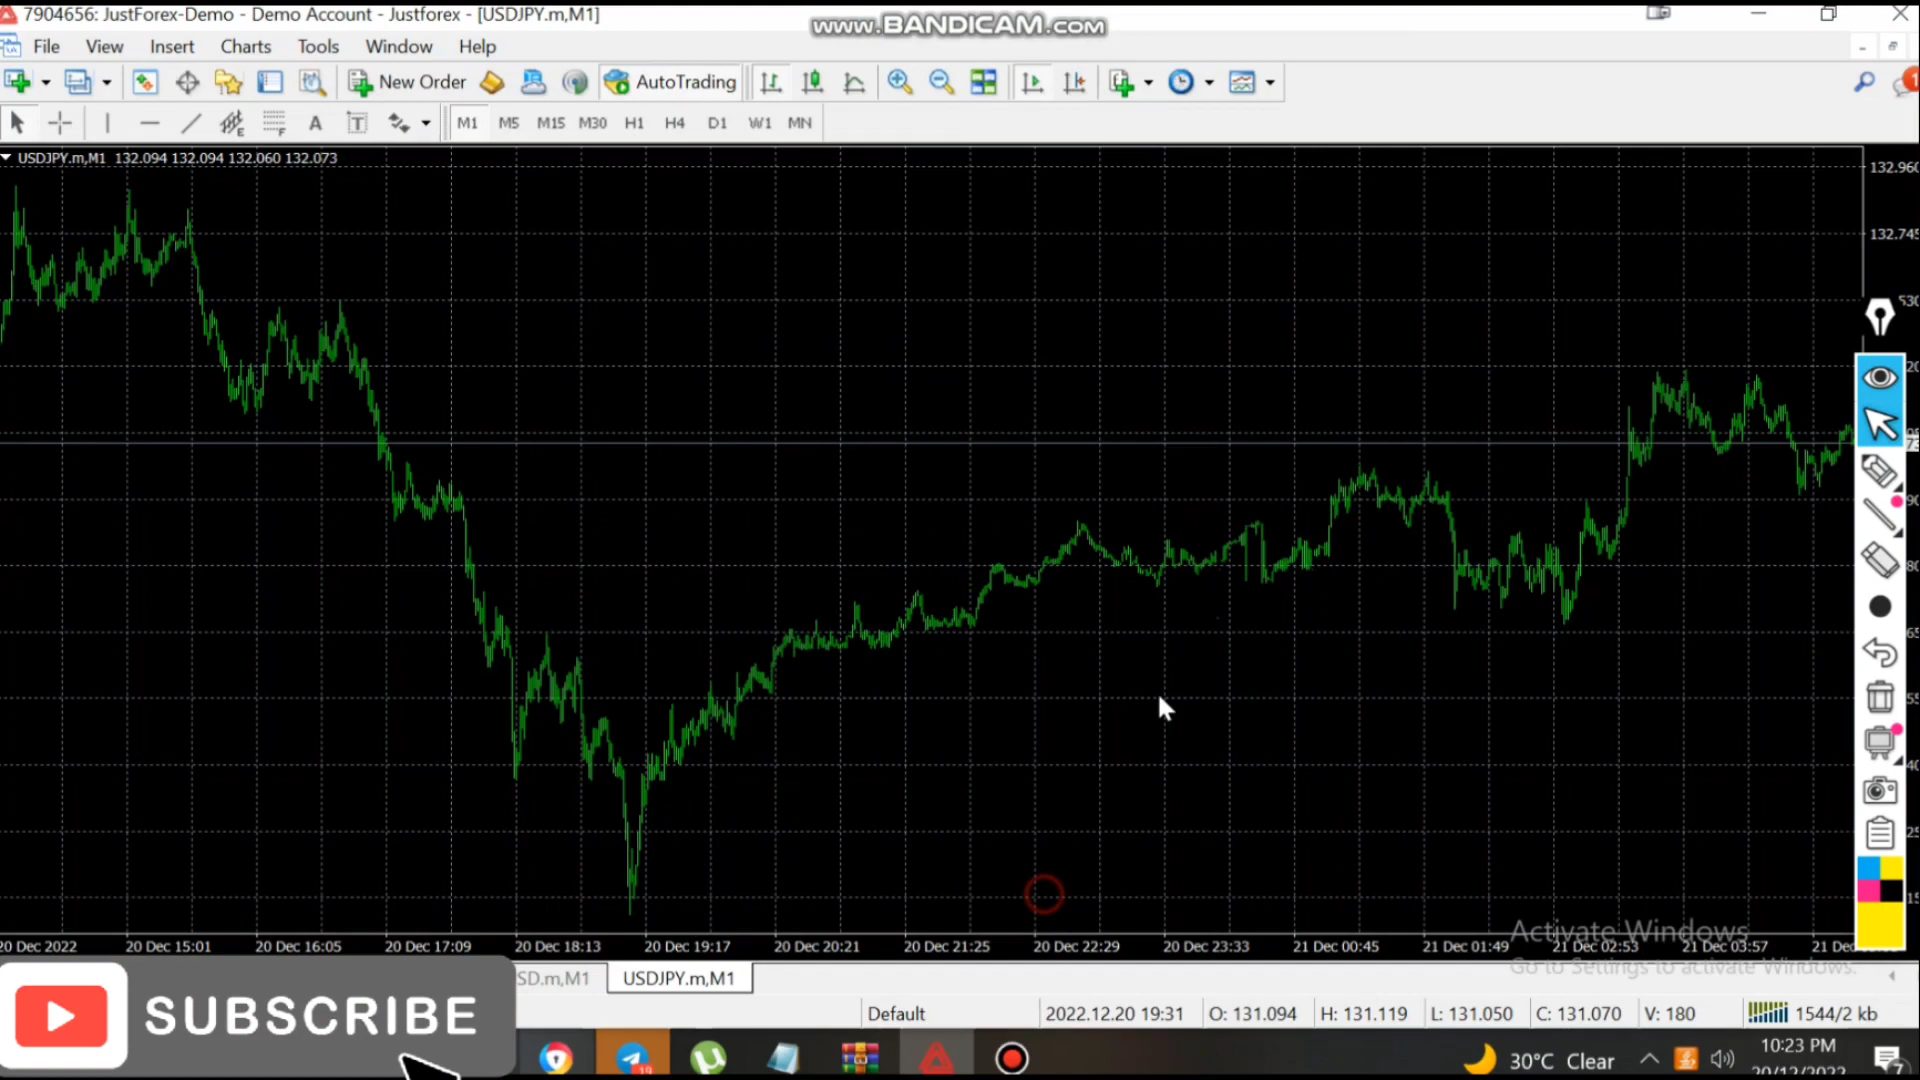 7904656: JustForex-Demo - Demo Account - Justforex - [USDJPY.m,M1]
www.BANDICAM.com
File View Insert Charts Tools Window Help
New Order AutoTrading
A T M1 M5 M15 M30 H1 H4 D1 W1 MN
USDJPY.m,M1 132.094 132.094 132.060 132.073
132.960
132.745
20 Dec 2022 20 Dec 15:01 20 Dec 16:05 20 Dec 17:09 20 Dec 18:13 20 Dec 19:17 20 Dec 20:21 20 Dec 21:25 20 Dec 22:29 20 Dec 23:33 21 Dec 00:45 21 Dec 01:49 21 Dec 02:53 21 Dec 03:57 21 Dec
Activate Windows
Go to Settings to activate Windows.
SD.m,M1 USDJPY.m,M1
SUBSCRIBE
Default 2022.12.20 19:31 O: 131.094 H: 131.119 L: 131.050 C: 131.070 V: 180 1544/2 kb
19
30°C Clear
10:23 PM
20/12/2022
7